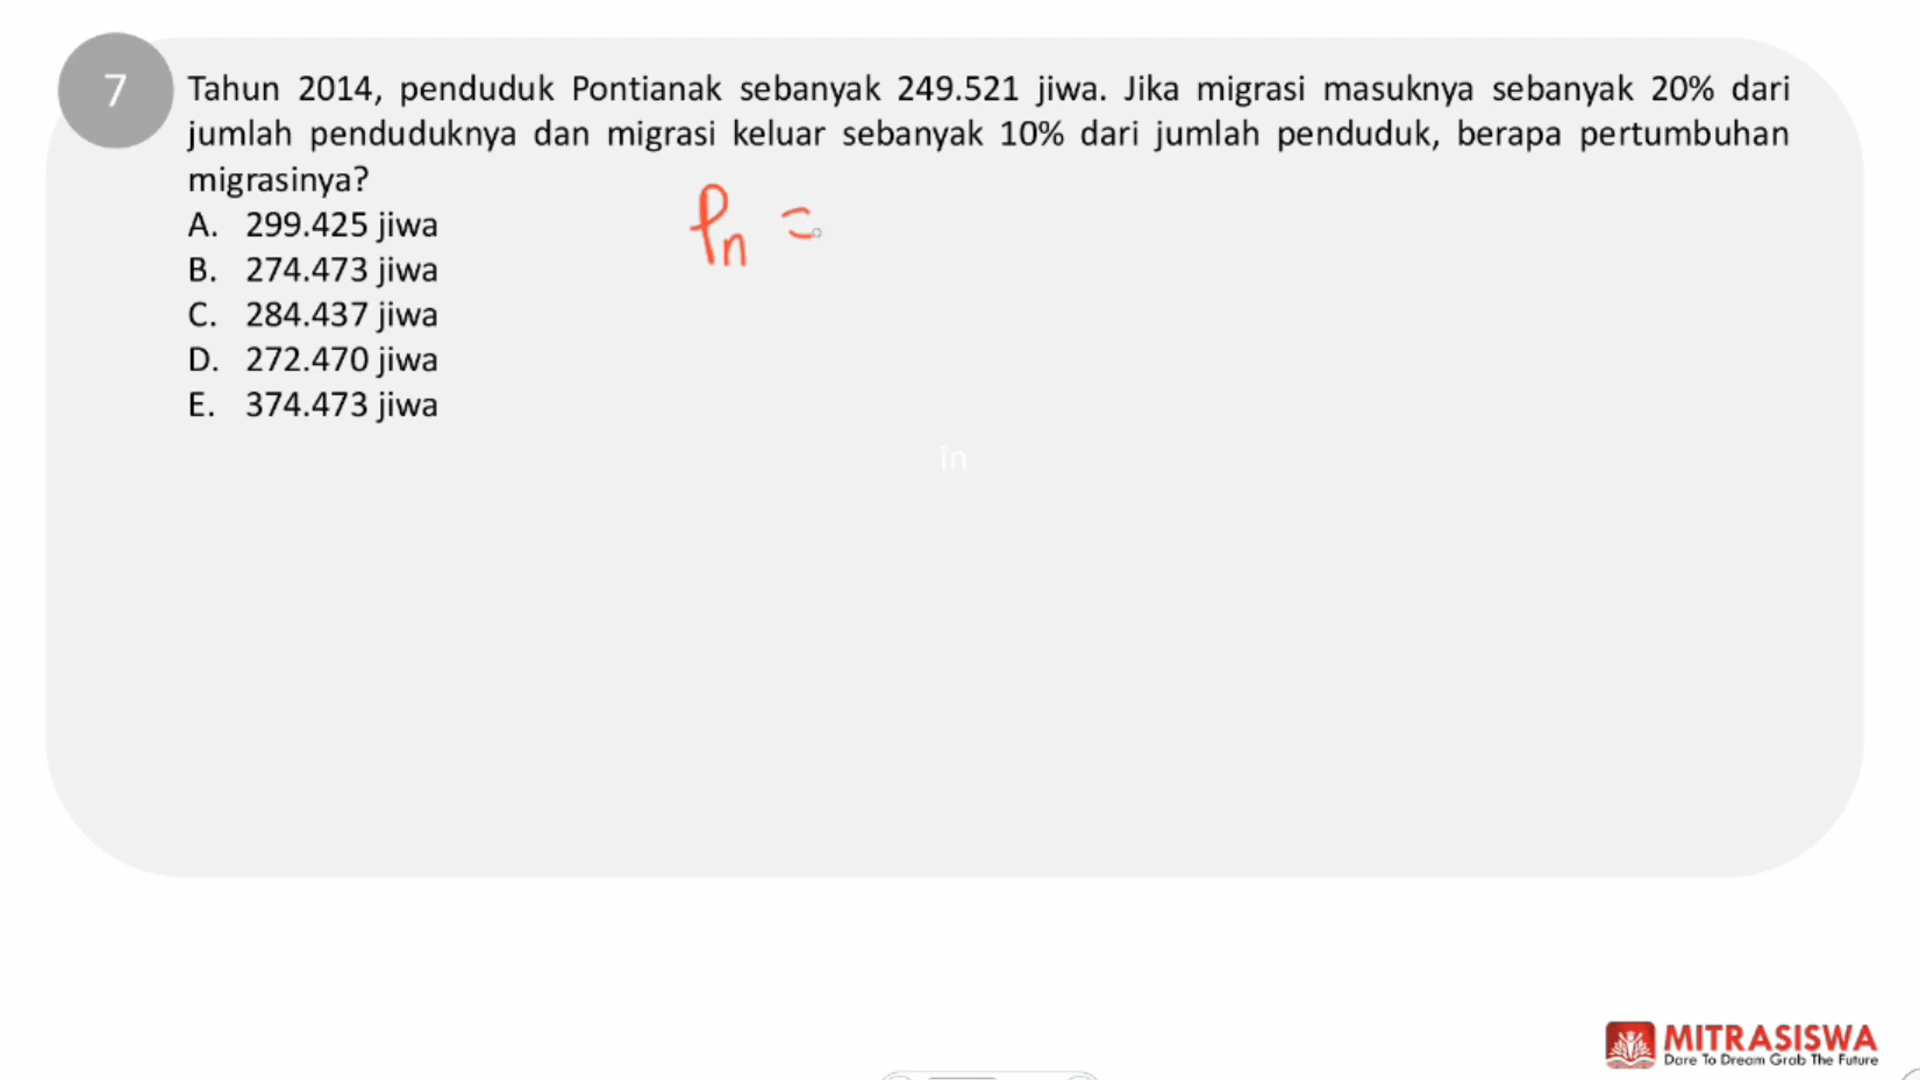 7
Tahun 2014, penduduk Pontianak sebanyak 249.521 jiwa. Jika migrasi masuknya sebanyak 20% dari
jumlah penduduknya dan migrasi keluar sebanyak 10% dari jumlah penduduk, berapa pertumbuhan
migrasinya?
Pn =
A. 299.425 jiwa
B. 274.473 jiwa
C. 284.437 jiwa
D. 272.470 jiwa
E. 374.473 jiwa
in
MITRASISWA
Dare To Dream Grab The Future